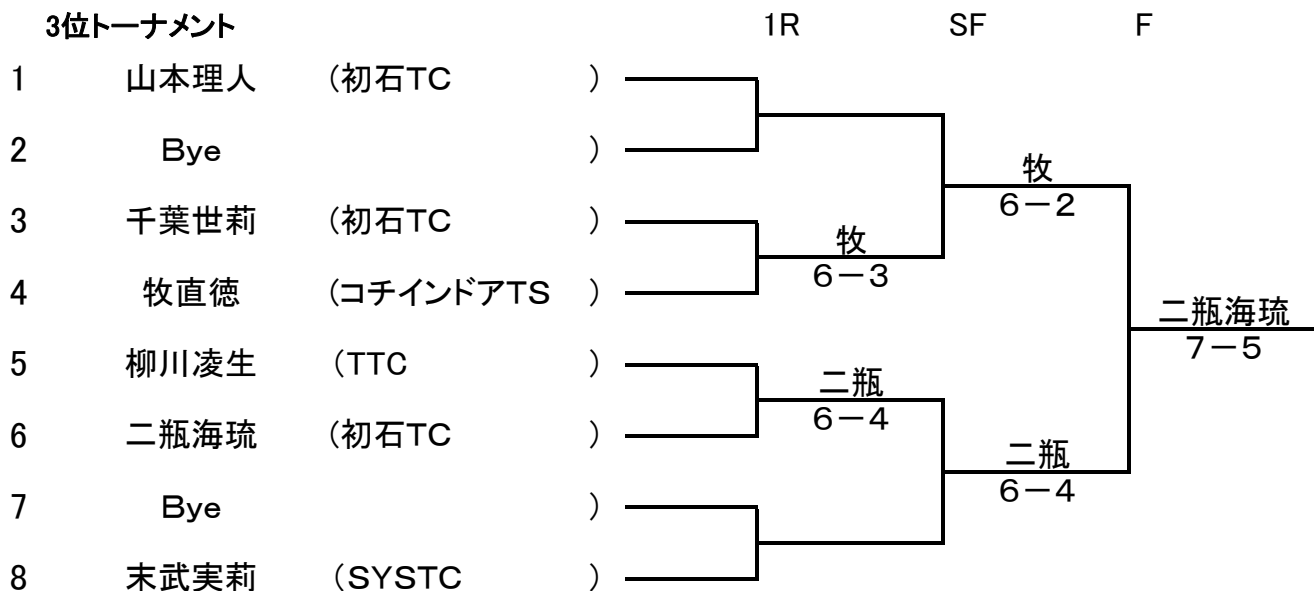 3位トーナメント 1R SF F
1 山本理人 (初石TC )
2 Bye )
牧
6-2
3 千葉世莉 (初石TC )
牧
6-3
4 牧直徳 (コチインドアTS )
二瓶海琉
7-5
5 柳川凌生 (TTC )
二瓶
6-4
6 二瓶海琉 (初石TC )
二瓶
6-4
7 Bye )
8 末武実莉 (SYSTC )